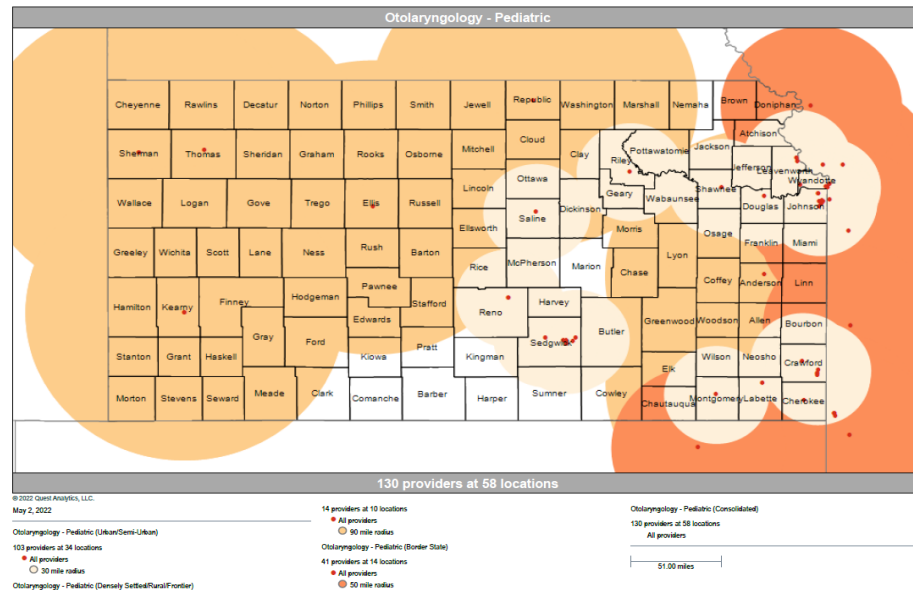 Otolaryngology - Pediatric
Cheyenne Rawlins Decatur Norton Phillips Smith Jewell Republic Washington Marshall Nemaha Brown Doniphan
Atchison
Sherman Thomas Sheridan Graham Rooks Osborne Mitchell Cloud Clay Riley Pottawatomie Jackson Jefferson Leavenworth
Wyandotte
Wallace Logan Gove Trego Ellis Russell Lincoln Ottawa Saline Dickinson Geary Wabaunsee Shawnee Douglas Johnson
Greeley Wichita Scott Lane Ness Rush Barton Ellsworth McPherson Marion Morris Lyon Osage Franklin Miami
Rice Chase Coffey Anderson Linn
Hamilton Kearny Finney Hodgeman Pawnee Stafford Reno Harvey
Gray Ford Edwards Sedgwick Butler Greenwood Woodson Allen Bourbon
Stanton Grant Haskell Kiowa Pratt Kingman Elk Wilson Neosho Crawford
Morton Stevens Seward Meade Clark Comanche Barber Harper Sumner Cowley Chautauqua Montgomery Labette Cherokee
130 providers at 58 locations
© 2022 Quest Analytics, LLC.
May 2, 2022
Otolaryngology - Pediatric (Urban/Semi-Urban)
103 providers at 34 locations
All providers
30 mile radius
Otolaryngology - Pediatric (Densely Settled/Rural/Frontier)
14 providers at 10 locations
All providers
90 mile radius
Otolaryngology - Pediatric (Border State)
41 providers at 14 locations
All providers
50 mile radius
Otolaryngology - Pediatric (Consolidated)
130 providers at 58 locations
All providers
51.00 miles